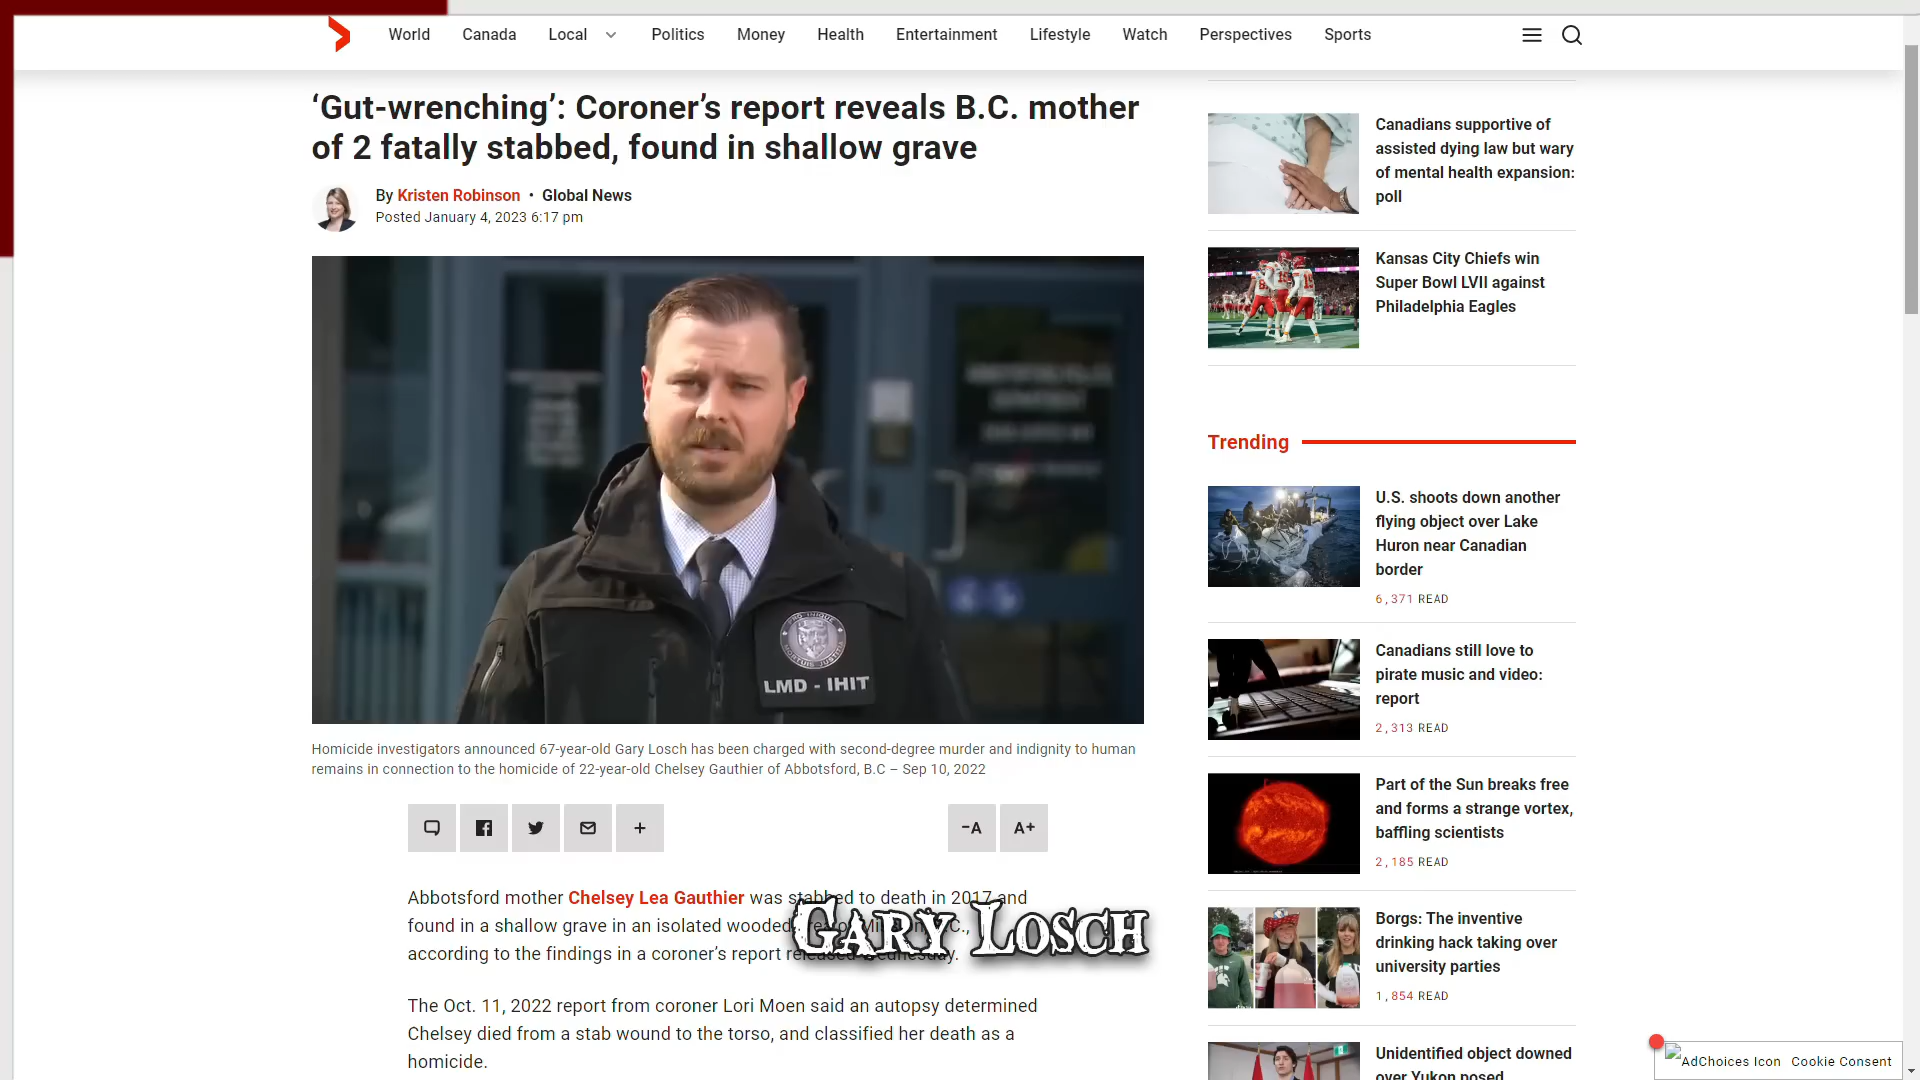 World Canada Local Politics Money Health Entertainment Lifestyle Watch Perspectives Sports
‘Gut-wrenching’: Coroner’s report reveals B.C. mother
of 2 fatally stabbed, found in shallow grave
By Kristen Robinson • Global News
Posted January 4, 2023 6:17 pm
LMD - IHIT
Homicide investigators announced 67-year-old Gary Losch has been charged with second-degree murder and indignity to human
remains in connection to the homicide of 22-year-old Chelsey Gauthier of Abbotsford, B.C – Sep 10, 2022
-A A+
Abbotsford mother Chelsey Lea Gauthier was stabbed to death in 2017 and
found in a shallow grave in an isolated wooded
according to the findings in a coroner’s report released Wednesday.
Gary Losch
The Oct. 11, 2022 report from coroner Lori Moen said an autopsy determined
Chelsey died from a stab wound to the torso, and classified her death as a
homicide.
Canadians supportive of
assisted dying law but wary
of mental health expansion:
poll
Kansas City Chiefs win
Super Bowl LVII against
Philadelphia Eagles
Trending
U.S. shoots down another
flying object over Lake
Huron near Canadian
border
6,371 READ
Canadians still love to
pirate music and video:
report
2,313 READ
Part of the Sun breaks free
and forms a strange vortex,
baffling scientists
2,185 READ
Borgs: The inventive
drinking hack taking over
university parties
1,854 READ
Unidentified object downed
over Yukon posed
AdChoices Icon Cookie Consent